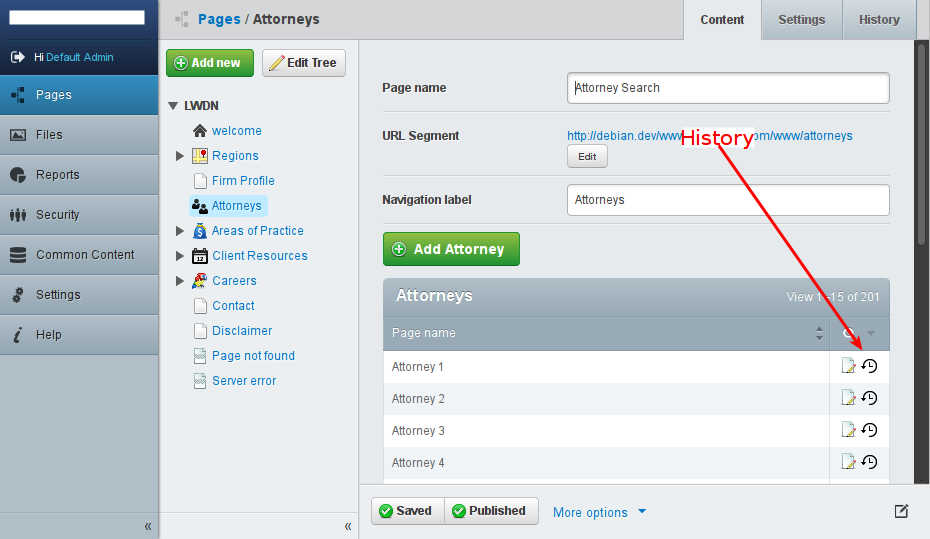 Pages / Attorneys
Content
Settings
History
Hi Default Admin
Pages
Files
Reports
Security
Common Content
Settings
Help
«
Add new
Edit Tree
LWDN
welcome
Regions
Firm Profile
Attorneys
Areas of Practice
12
Client Resources
Careers
Contact
Disclaimer
Page not found
Server error
«
Page name
Attorney Search
URL Segment
http://debian.dev/www
om/www/attorneys
History
Edit
Navigation label
Attorneys
Add Attorney
Attorneys
View 1 -15 of 201
Page name
Attorney 1
Attorney 2
Attorney 3
Attorney 4
Saved
Published
More options